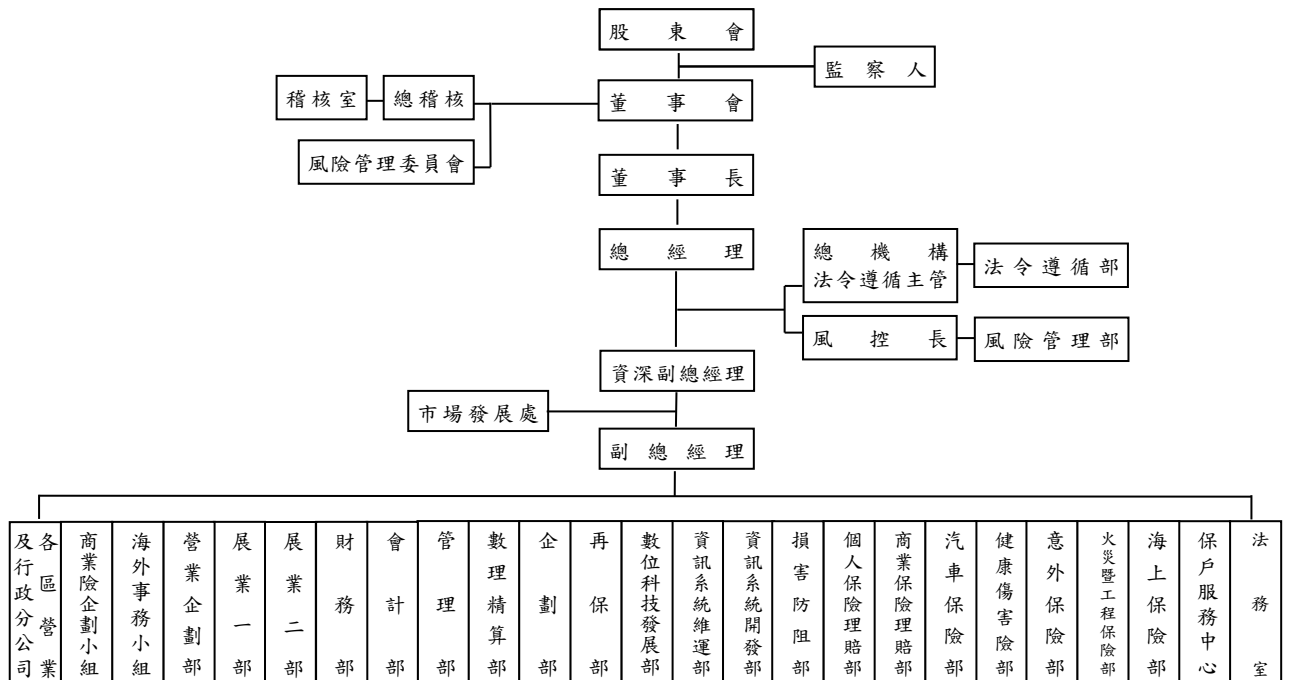 股東會
監察人
稽核室
總稽核
董事會
風險管理委員會
董事長
總經理
總機構
法令遵循主管
法令遵循部
風控長
風險管理部
資深副總經理
市場發展處
副總經理
各區營業
及行政分公司
商業險企劃小組
海外事務小組
營業企劃部
展業一部
展業二部
財務部
會計部
管理部
數理精算部
企劃部
再保部
數位科技發展部
資訊系統維運部
資訊系統開發部
損害防阻部
個人保險理賠部
商業保險理賠部
汽車保險部
健康傷害險部
意外保險部
火災暨工程保險部
海上保險部
保戶服務中心
法務室